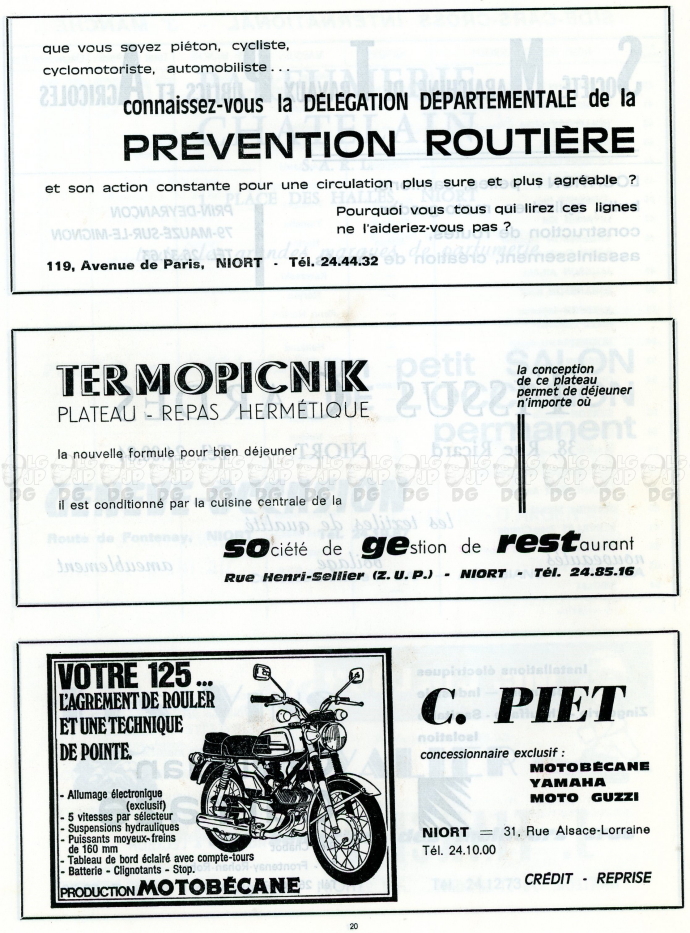 que vous soyez piéton, cycliste,
cyclomotoriste, automobiliste...
connaissez-vous la DÉLÉGATION DÉPARTEMENTALE de la
PRÉVENTION ROUTIÈRE
et son action constante pour une circulation plus sure et plus agréable ?
Pourquoi vous tous qui lirez ces lignes
ne l'aideriez-vous pas ?
119, Avenue de Paris, NIORT - Tél. 24.44.32
TERMOPICNIK
PLATEAU - REPAS HERMÉTIQUE
la conception
de ce plateau
permet de déjeuner
n'importe où
la nouvelle formule pour bien déjeuner
il est conditionné par la cuisine centrale de la
société de gestion de restaurant
Rue Henri-Sellier (Z.U.P.) - NIORT - Tél. 24.85.16
VOTRE 125...
L'AGREMENT DE ROULER
ET UNE TECHNIQUE
DE POINTE.
- Allumage électronique
(exclusif)
- 5 vitesses par sélecteur
- Suspensions hydrauliques
- Puissants moyeux-freins
de 160 mm
- Tableau de bord éclairé avec compte-tours
- Batterie - Clignotants - Stop.
PRODUCTION MOTOBÉCANE
C. PIET
concessionnaire exclusif :
MOTOBÉCANE
YAMAHA
MOTO GUZZI
NIORT = 31, Rue Alsace-Lorraine
Tél. 24.10.00
CRÉDIT - REPRISE
20